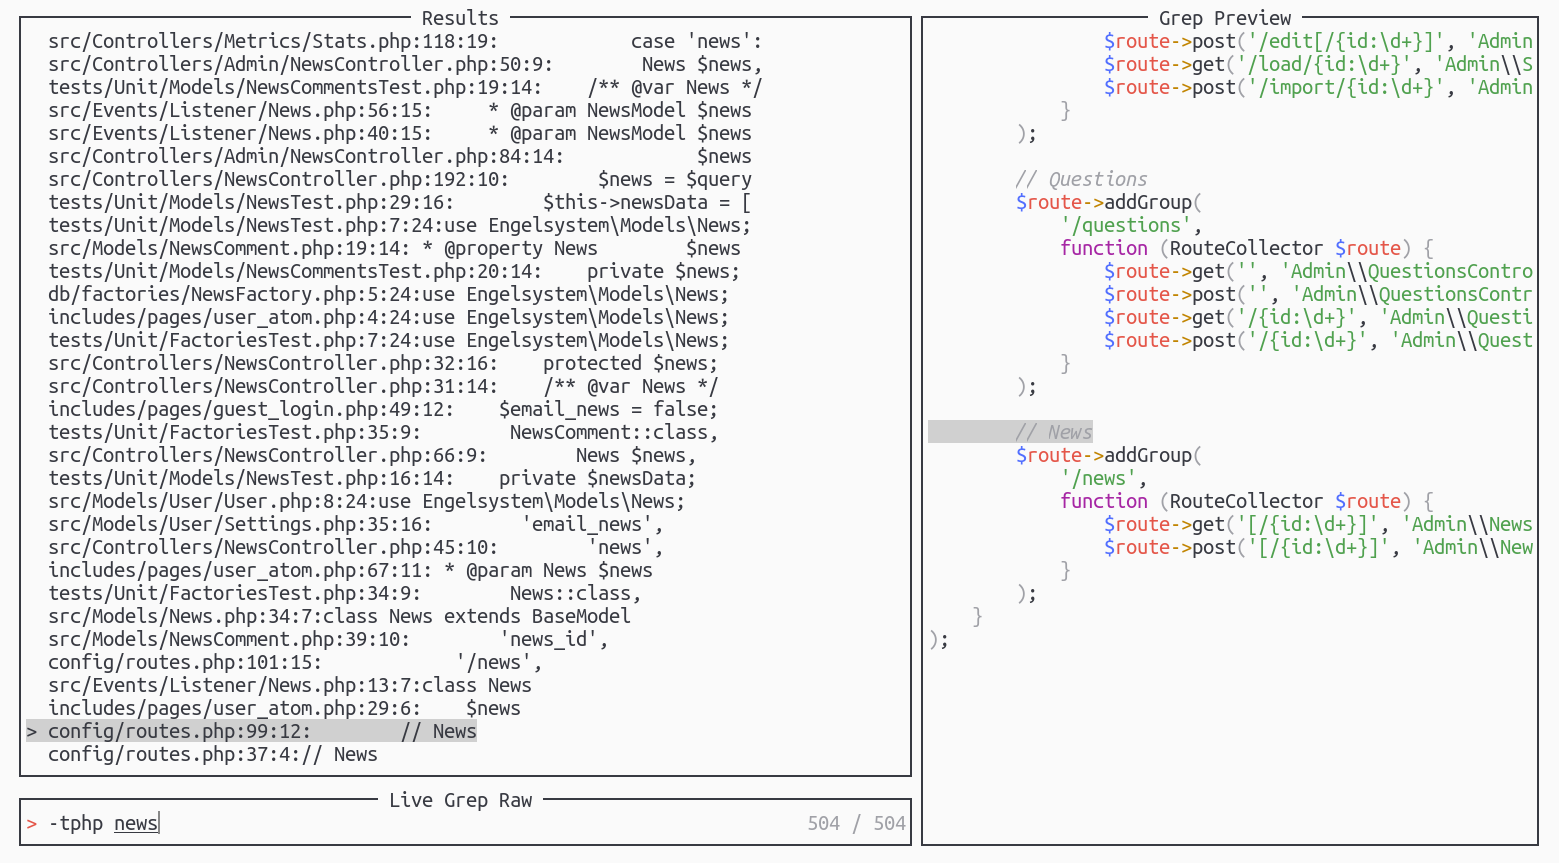 Results
src/Controllers/Metrics/Stats.php:118:19:            case 'news':
src/Controllers/Admin/NewsController.php:50:9:        News $news,
tests/Unit/Models/NewsCommentsTest.php:19:14:    /** @var News */
src/Events/Listener/News.php:56:15:     * @param NewsModel $news
src/Events/Listener/News.php:40:15:     * @param NewsModel $news
src/Controllers/Admin/NewsController.php:84:14:            $news
src/Controllers/NewsController.php:192:10:        $news = $query
tests/Unit/Models/NewsTest.php:29:16:        $this->newsData = [
tests/Unit/Models/NewsTest.php:7:24:use Engelsystem\Models\News;
src/Models/NewsComment.php:19:14: * @property News        $news
tests/Unit/Models/NewsCommentsTest.php:20:14:    private $news;
db/factories/NewsFactory.php:5:24:use Engelsystem\Models\News;
includes/pages/user_atom.php:4:24:use Engelsystem\Models\News;
tests/Unit/FactoriesTest.php:7:24:use Engelsystem\Models\News;
src/Controllers/NewsController.php:32:16:    protected $news;
src/Controllers/NewsController.php:31:14:    /** @var News */
includes/pages/guest_login.php:49:12:    $email_news = false;
tests/Unit/FactoriesTest.php:35:9:        NewsComment::class,
src/Controllers/NewsController.php:66:9:        News $news,
tests/Unit/Models/NewsTest.php:16:14:    private $newsData;
src/Models/User/User.php:8:24:use Engelsystem\Models\News;
src/Models/User/Settings.php:35:16:        'email_news',
src/Controllers/NewsController.php:45:10:        'news',
includes/pages/user_atom.php:67:11: * @param News $news
tests/Unit/FactoriesTest.php:34:9:        News::class,
src/Models/News.php:34:7:class News extends BaseModel
src/Models/NewsComment.php:39:10:        'news_id',
config/routes.php:101:15:            '/news',
src/Events/Listener/News.php:13:7:class News
includes/pages/user_atom.php:29:6:    $news
> config/routes.php:99:12:        // News
config/routes.php:37:4:// News
Live Grep Raw
> -tphp news
504 / 504
Grep Preview
$route->post('/edit[/{id:\d+}]', 'Admin
$route->get('/load/{id:\d+}', 'Admin\\S
$route->post('/import/{id:\d+}', 'Admin
}
);
// Questions
$route->addGroup(
'/questions',
function (RouteCollector $route) {
$route->get('', 'Admin\\QuestionsContro
$route->post('', 'Admin\\QuestionsContr
$route->get('/{id:\d+}', 'Admin\\Questi
$route->post('/{id:\d+}', 'Admin\\Quest
}
);
// News
$route->addGroup(
'/news',
function (RouteCollector $route) {
$route->get('[/{id:\d+}]', 'Admin\\News
$route->post('[/{id:\d+}]', 'Admin\\New
}
);
}
);